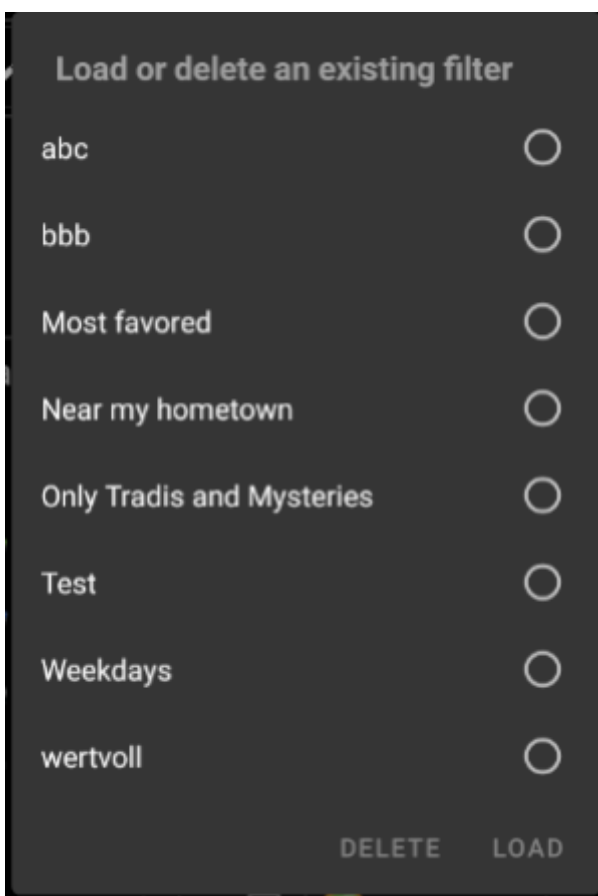 Load or delete an existing filter
abc
bbb
Most favored
Near my hometown
Only Tradis and Mysteries
Test
Weekdays
wertvoll
DELETE LOAD